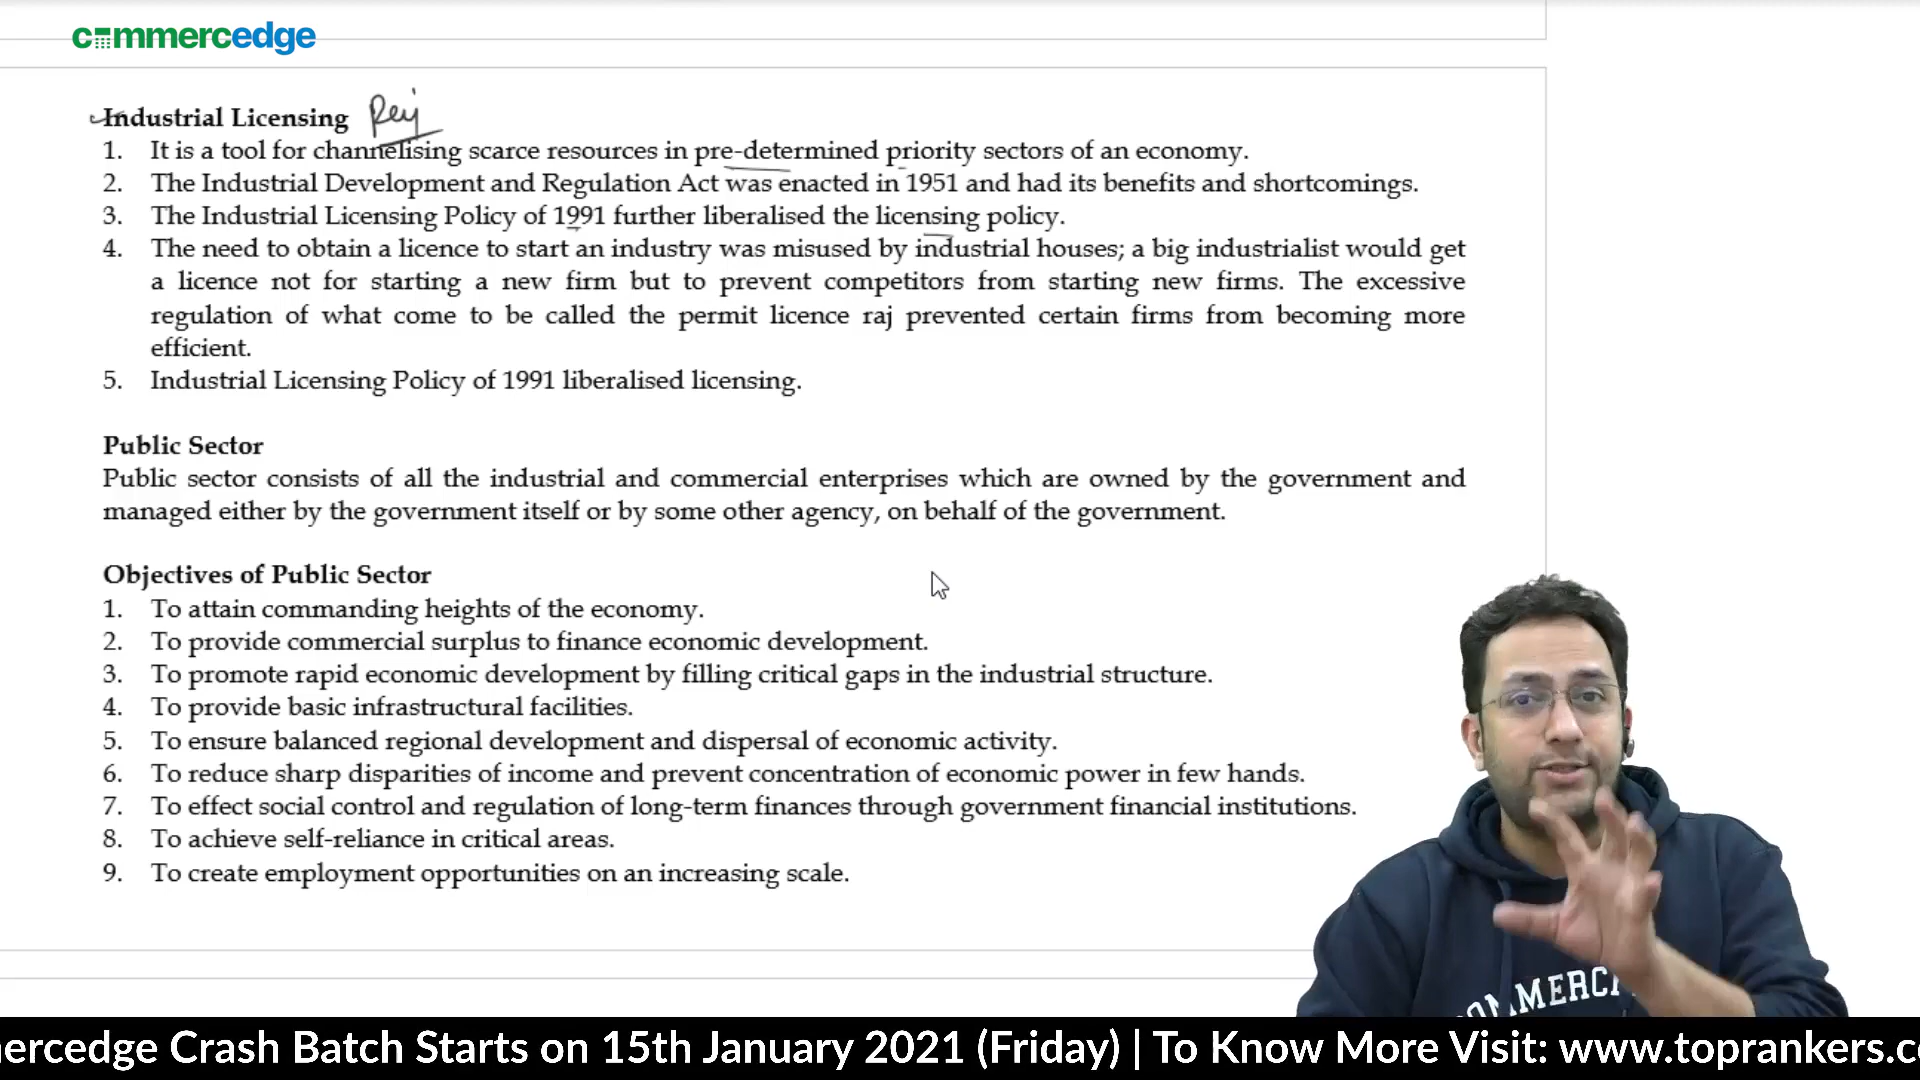 commercedge
Industrial Licensing Rej
1. It is a tool for channelising scarce resources in pre-determined priority sectors of an economy.
2. The Industrial Development and Regulation Act was enacted in 1951 and had its benefits and shortcomings.
3. The Industrial Licensing Policy of 1991 further liberalised the licensing policy.
4. The need to obtain a licence to start an industry was misused by industrial houses; a big industrialist would get
a licence not for starting a new firm but to prevent competitors from starting new firms. The excessive
regulation of what come to be called the permit licence raj prevented certain firms from becoming more
efficient.
5. Industrial Licensing Policy of 1991 liberalised licensing.
Public Sector
Public sector consists of all the industrial and commercial enterprises which are owned by the government and
managed either by the government itself or by some other agency, on behalf of the government.
Objectives of Public Sector
1. To attain commanding heights of the economy.
2. To provide commercial surplus to finance economic development.
3. To promote rapid economic development by filling critical gaps in the industrial structure.
4. To provide basic infrastructural facilities.
5. To ensure balanced regional development and dispersal of economic activity.
6. To reduce sharp disparities of income and prevent concentration of economic power in few hands.
7. To effect social control and regulation of long-term finances through government financial institutions.
8. To achieve self-reliance in critical areas.
9. To create employment opportunities on an increasing scale.
OMMERC
ercedge Crash Batch Starts on 15th January 2021 (Friday) | To Know More Visit: www.toprankers.c